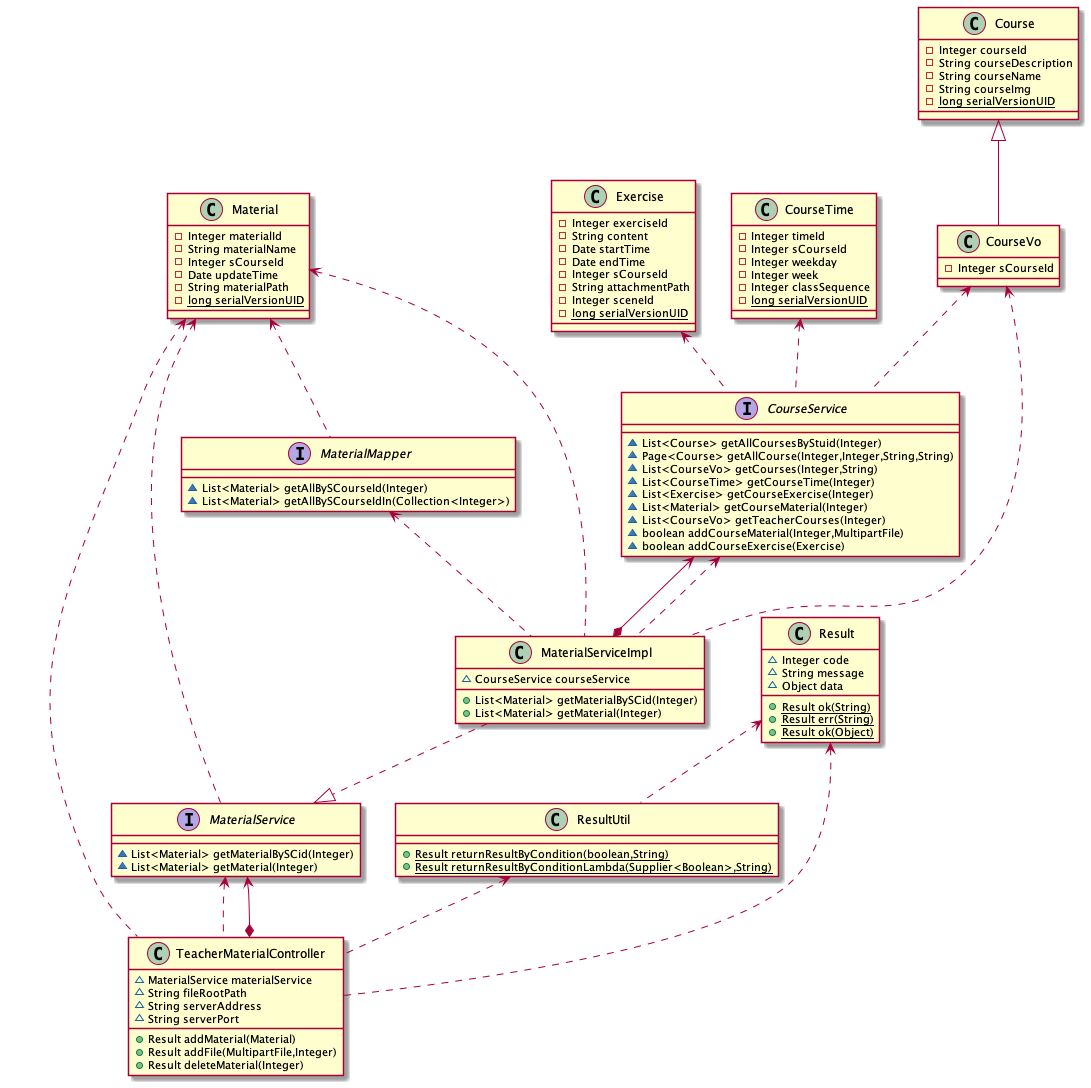 C Course
Integer courseId
String courseDescription
String courseName
String courseImg
long serialVersionUID
C Material
Integer materialId
String materialName
Integer sCourseId
Date updateTime
String materialPath
long serialVersionUID
C Exercise
Integer exerciseId
String content
Date startTime
Date endTime
Integer sCourseId
String attachmentPath
Integer sceneId
long serialVersionUID
C CourseTime
Integer timeId
Integer sCourseId
Integer weekday
Integer week
Integer classSequence
long serialVersionUID
C CourseVo
Integer sCourseId
I MaterialMapper
List<Material> getAllBySCourseId(Integer)
List<Material> getAllBySCourseIdIn(Collection<Integer>)
I CourseService
List<Course> getAllCoursesByStuid(Integer)
Page<Course> getAllCourse(Integer,Integer,String,String)
List<CourseVo> getCourses(Integer,String)
List<CourseTime> getCourseTime(Integer)
List<Exercise> getCourseExercise(Integer)
List<Material> getCourseMaterial(Integer)
List<CourseVo> getTeacherCourses(Integer)
boolean addCourseMaterial(Integer,MultipartFile)
boolean addCourseExercise(Exercise)
C MaterialServiceImpl
CourseService courseService
List<Material> getMaterialBySCid(Integer)
List<Material> getMaterial(Integer)
C Result
Integer code
String message
Object data
Result ok(String)
Result err(String)
Result ok(Object)
I MaterialService
List<Material> getMaterialBySCid(Integer)
List<Material> getMaterial(Integer)
C ResultUtil
Result returnResultByCondition(boolean,String)
Result returnResultByConditionLambda(Supplier<Boolean>,String)
C TeacherMaterialController
MaterialService materialService
String fileRootPath
String serverAddress
String serverPort
Result addMaterial(Material)
Result addFile(MultipartFile,Integer)
Result deleteMaterial(Integer)